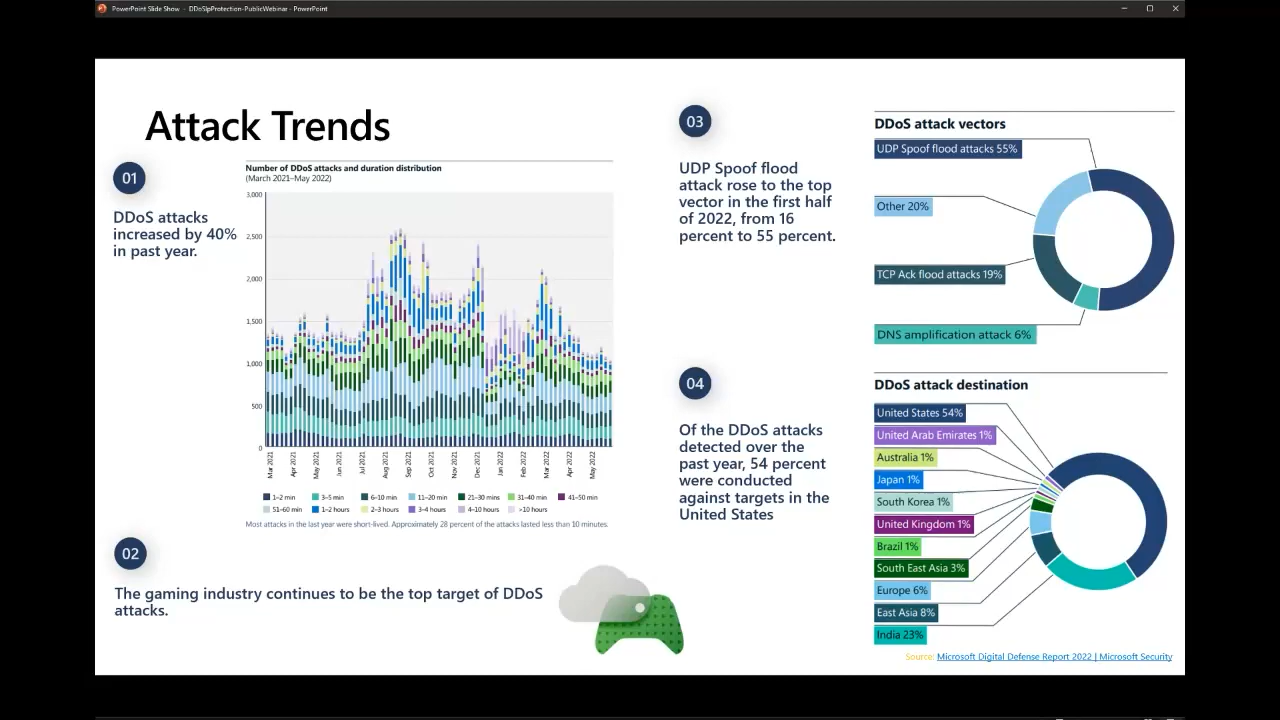 PowerPoint Slide Show - DDoSIpProtection-PublicWebinar - PowerPoint
Attack Trends
01
DDoS attacks
increased by 40%
in past year.
Number of DDoS attacks and duration distribution
(March 2021–May 2022)
3,000
2,500
2,000
1,500
1,000
500
0
Mar 2021
Apr 2021
May 2021
Jun 2021
Jul 2021
Aug 2021
Sep 2021
Oct 2021
Nov 2021
Dec 2021
Jan 2022
Feb 2022
Mar 2022
Apr 2022
May 2022
1–2 min 3–5 min 6–10 min 11–20 min 21–30 mins 31–40 min 41–50 min
51–60 min 1–2 hours 2–3 hours 3–4 hours 4–10 hours >10 hours
Most attacks in the last year were short-lived. Approximately 28 percent of the attacks lasted less than 10 minutes.
02
The gaming industry continues to be the top target of DDoS
attacks.
03
UDP Spoof flood
attack rose to the top
vector in the first half
of 2022, from 16
percent to 55 percent.
DDoS attack vectors
UDP Spoof flood attacks 55%
Other 20%
TCP Ack flood attacks 19%
DNS amplification attack 6%
04
Of the DDoS attacks
detected over the
past year, 54 percent
were conducted
against targets in the
United States
DDoS attack destination
United States 54%
United Arab Emirates 1%
Australia 1%
Japan 1%
South Korea 1%
United Kingdom 1%
Brazil 1%
South East Asia 3%
Europe 6%
East Asia 8%
India 23%
Source: Microsoft Digital Defense Report 2022 | Microsoft Security